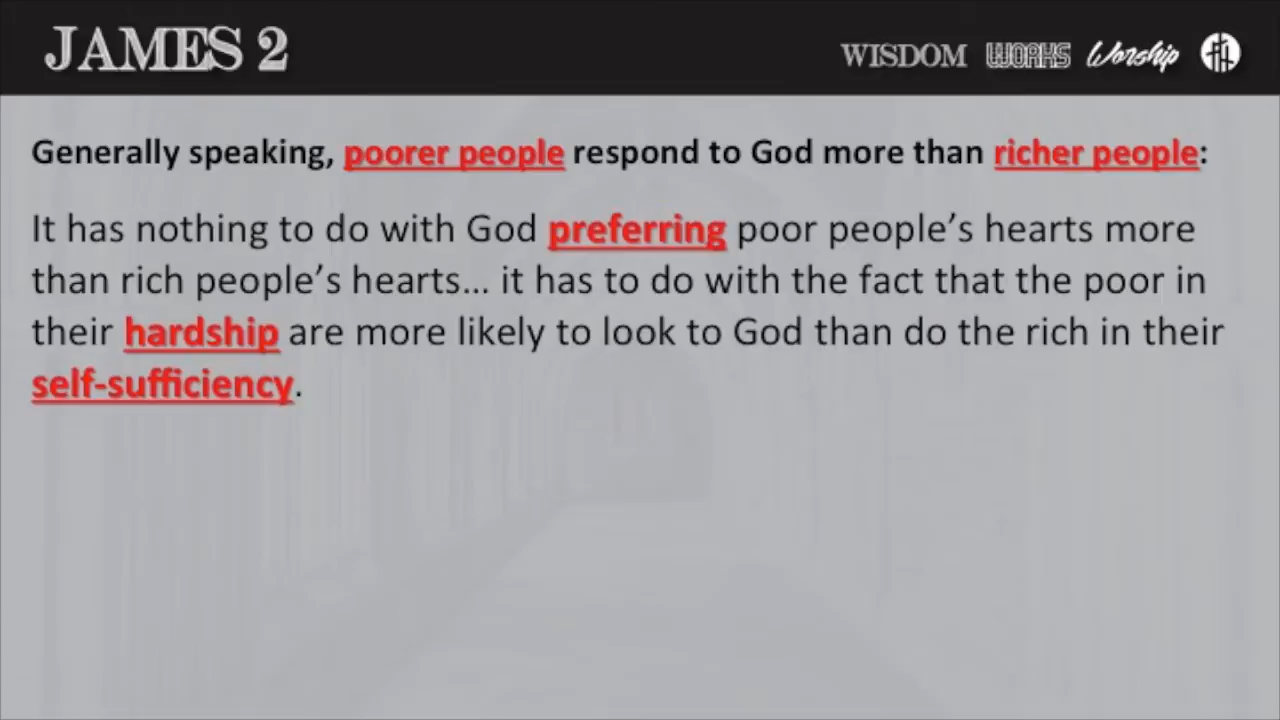 JAMES 2
WISDOM WORKS Worship
Generally speaking, poorer people respond to God more than richer people:
It has nothing to do with God preferring poor people’s hearts more
than rich people’s hearts... it has to do with the fact that the poor in
their hardship are more likely to look to God than do the rich in their
self-sufficiency.